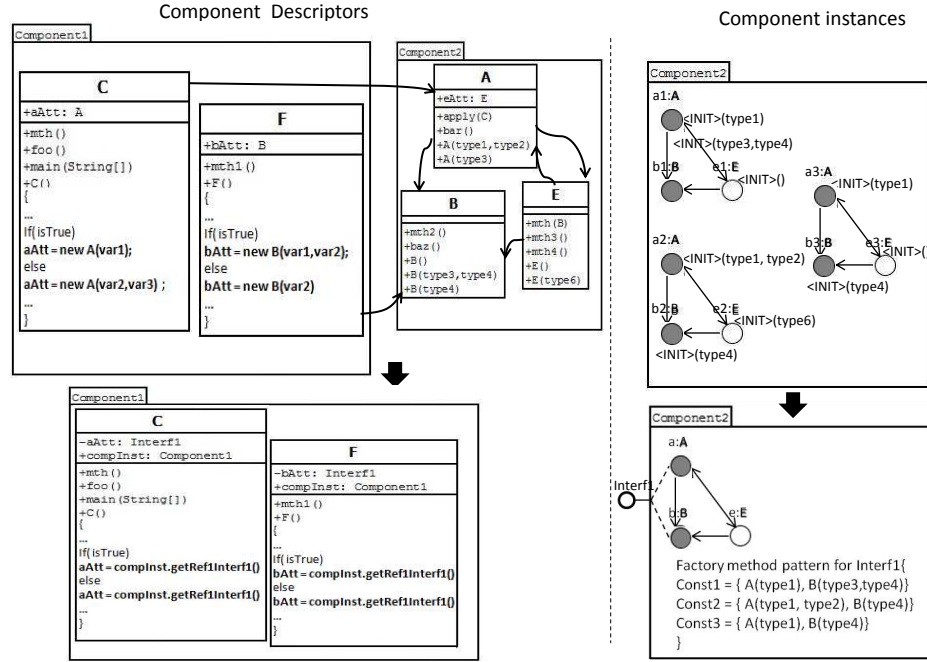 Component Descriptors
Component instances
Component1
C
+aAtt: A
+mth()
+foo()
+main(String[])
+C()
{
...
If(isTrue)
aAtt = new A(var1);
else
aAtt = new A(var2,var3) ;
...
}
F
+bAtt: B
+mth1()
+F()
{
...
If(isTrue)
bAtt = new B(var1,var2);
else
bAtt = new B(var2)
...
}
Component2
A
+eAtt: E
+apply(C)
+bar()
+A(type1,type2)
+A(type3)
B
+mth2()
+baz()
+B()
+B(type3,type4)
+B(type4)
E
+mth(B)
+mth3()
+mth4()
+E()
+E(type6)
Component2
a1:A
<INIT>(type1)
<INIT>(type3,type4)
b1:B
e1:E
<INIT>()
a3:A
<INIT>(type1)
b3:B
e3:E
<INIT>()
<INIT>(type4)
a2:A
<INIT>(type1, type2)
b2:B
e2:E
<INIT>(type6)
<INIT>(type4)
Component1
C
-aAtt: Interf1
+compInst: Component1
+mth()
+foo()
+main(String[])
+C()
{
...
If(isTrue)
aAtt = compInst.getRef1Interf1()
else
aAtt = compInst.getRef1Interf1()
...
}
F
-bAtt: Interf1
+compInst: Component1
+mth1()
+F()
{
...
If(isTrue)
bAtt = compInst.getRef1Interf1()
else
bAtt = compInst.getRef1Interf1()
...
}
Component2
a:A
Interf1
b:B
e:E
Factory method pattern for Interf1{
Const1 = { A(type1), B(type3,type4)}
Const2 = { A(type1, type2), B(type4)}
Const3 = { A(type1), B(type4)}
}